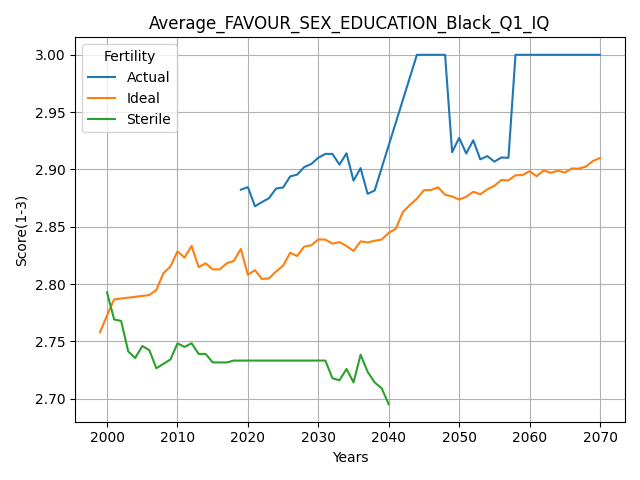 Average_FAVOUR_SEX_EDUCATION_Black_Q1_IQ
Fertility
Actual
Ideal
Sterile
Score(1-3)
3.00
2.95
2.90
2.85
2.80
2.75
2.70
2000 2010 2020 2030 2040 2050 2060 2070
Years